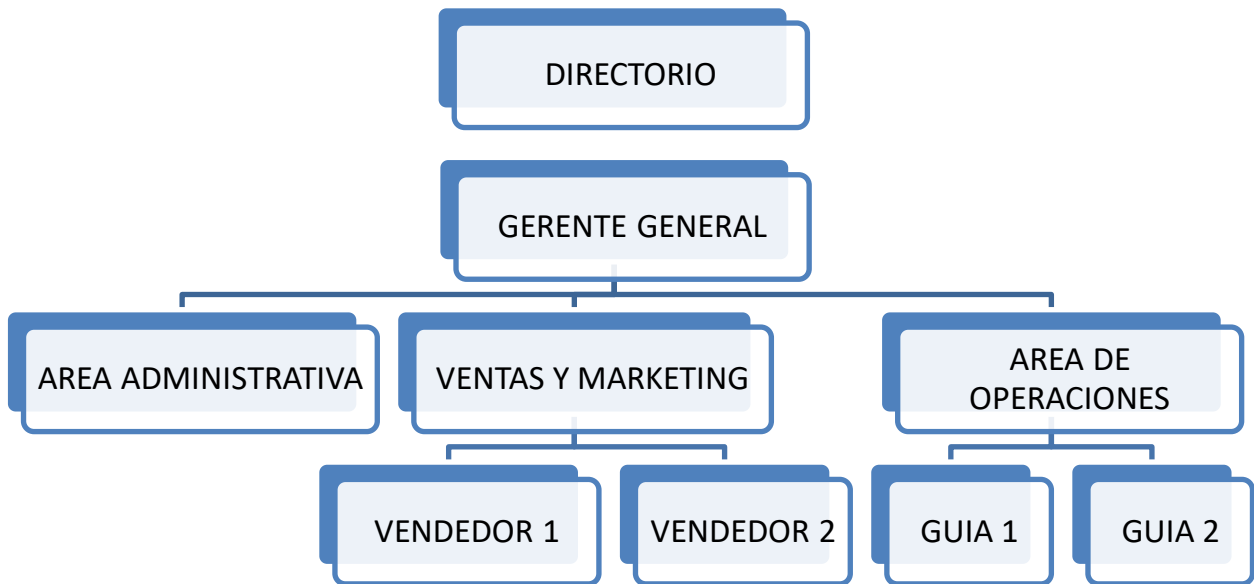 DIRECTORIO
GERENTE GENERAL
AREA ADMINISTRATIVA
VENTAS Y MARKETING
AREA DE
OPERACIONES
VENDEDOR 1
VENDEDOR 2
GUIA 1
GUIA 2